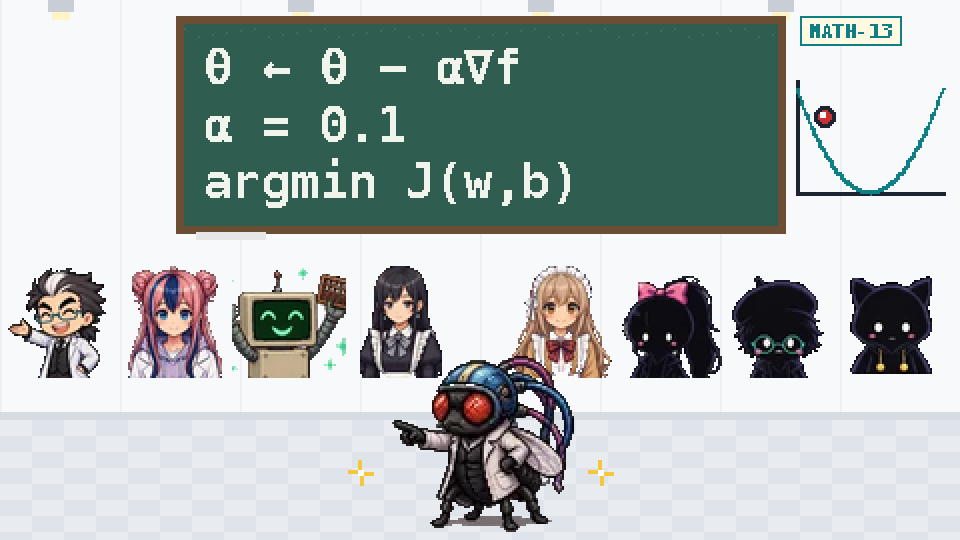 θ ← θ − α∇f
α = 0.1
argmin J(w,b)
MATH-13